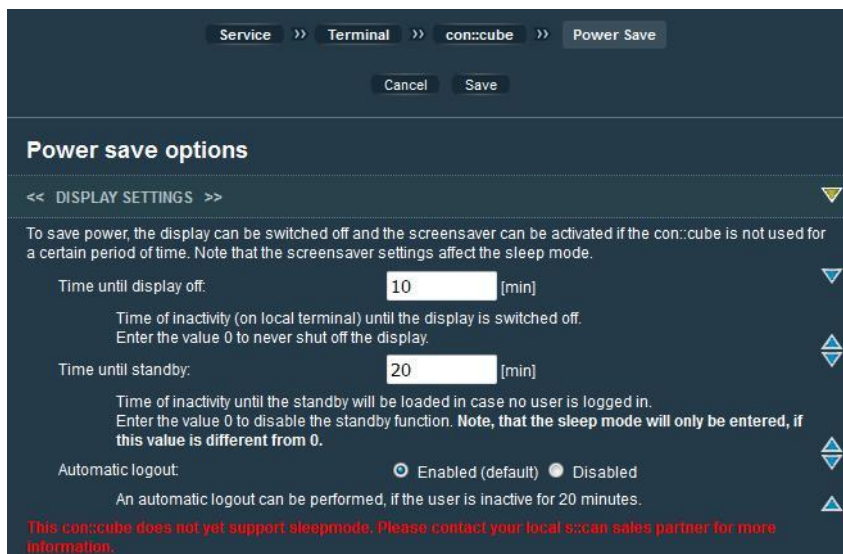 Service >> Terminal >> con::cube >> Power Save
Cancel Save
Power save options
<< DISPLAY SETTINGS >>
To save power, the display can be switched off and the screensaver can be activated if the con::cube is not used for
a certain period of time. Note that the screensaver settings affect the sleep mode.
Time until display off: 10 [min]
Time of inactivity (on local terminal) until the display is switched off.
Enter the value 0 to never shut off the display.
Time until standby: 20 [min]
Time of inactivity until the standby will be loaded in case no user is logged in.
Enter the value 0 to disable the standby function. Note, that the sleep mode will only be entered, if
this value is different from 0.
Automatic logout: Enabled (default) Disabled
An automatic logout can be performed, if the user is inactive for 20 minutes.
This con::cube does not yet support sleepmode. Please contact your local s::can sales partner for more
information.